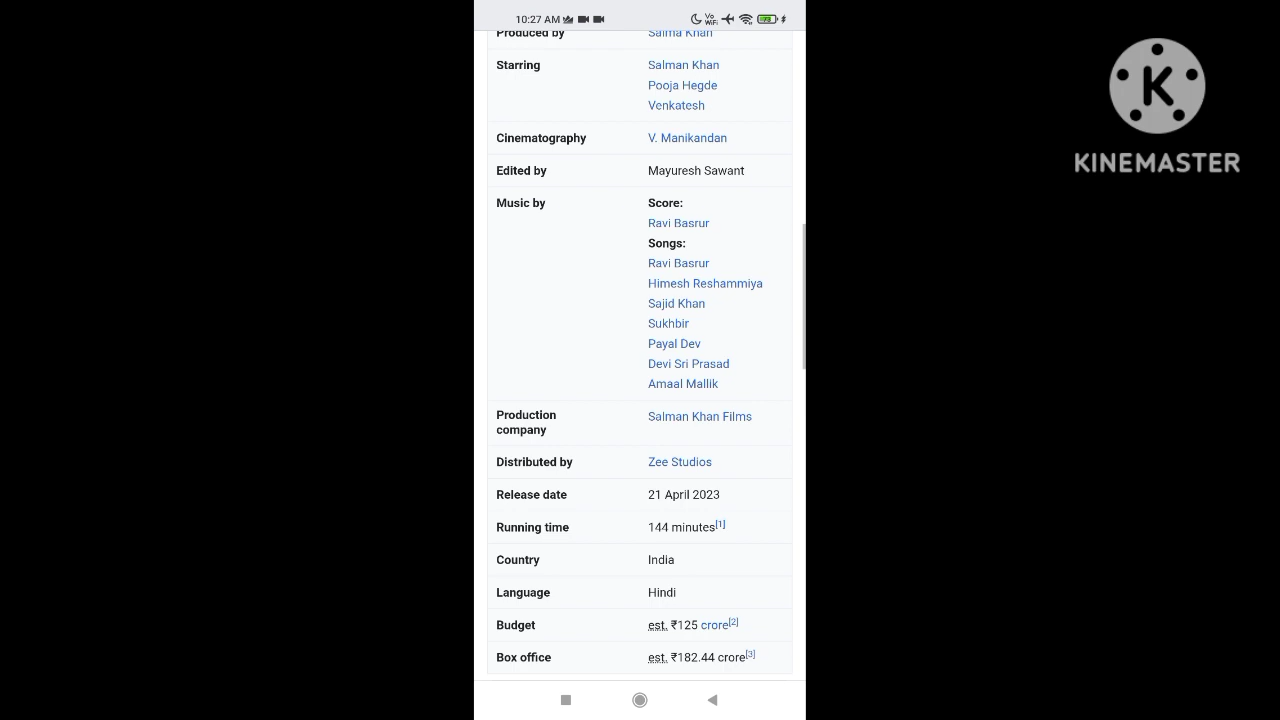 10:27 AM
Vo
WiFi
73
Produced by Salma Khan
Starring Salman Khan
Pooja Hegde
Venkatesh
Cinematography V. Manikandan
Edited by Mayuresh Sawant
Music by Score:
Ravi Basrur
Songs:
Ravi Basrur
Himesh Reshammiya
Sajid Khan
Sukhbir
Payal Dev
Devi Sri Prasad
Amaal Mallik
Production company Salman Khan Films
Distributed by Zee Studios
Release date 21 April 2023
Running time 144 minutes[1]
Country India
Language Hindi
Budget est. ₹125 crore[2]
Box office est. ₹182.44 crore[3]
K
KINEMASTER